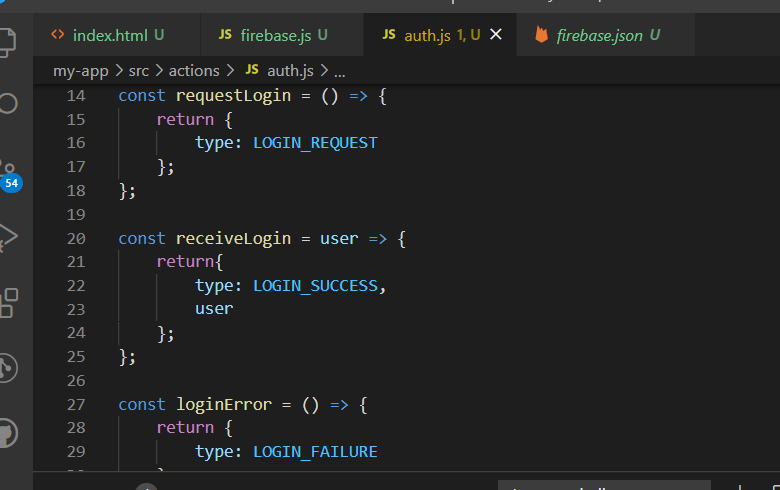 index.html U
JS firebase.js U
JS auth.js 1, U
firebase.json U
my-app > src > actions > JS auth.js > ...
14 const requestLogin = () => {
15 return {
16 type: LOGIN_REQUEST
17 };
18 };
19
20 const receiveLogin = user => {
21 return{
22 type: LOGIN_SUCCESS,
23 user
24 };
25 };
26
27 const loginError = () => {
28 return {
29 type: LOGIN_FAILURE
54